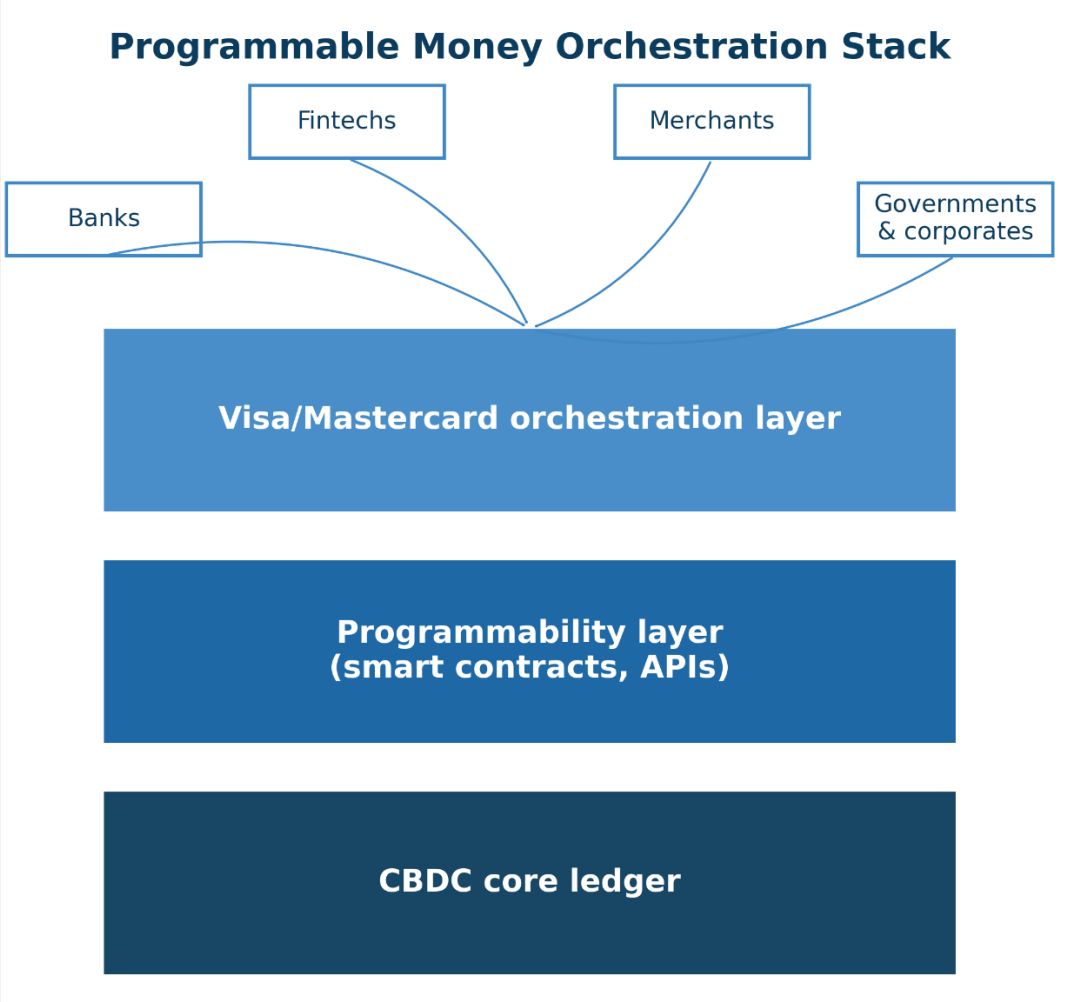 Programmable Money Orchestration Stack
Fintechs
Merchants
Banks
Governments
& corporates
Visa/Mastercard orchestration layer
Programmability layer
(smart contracts, APIs)
CBDC core ledger